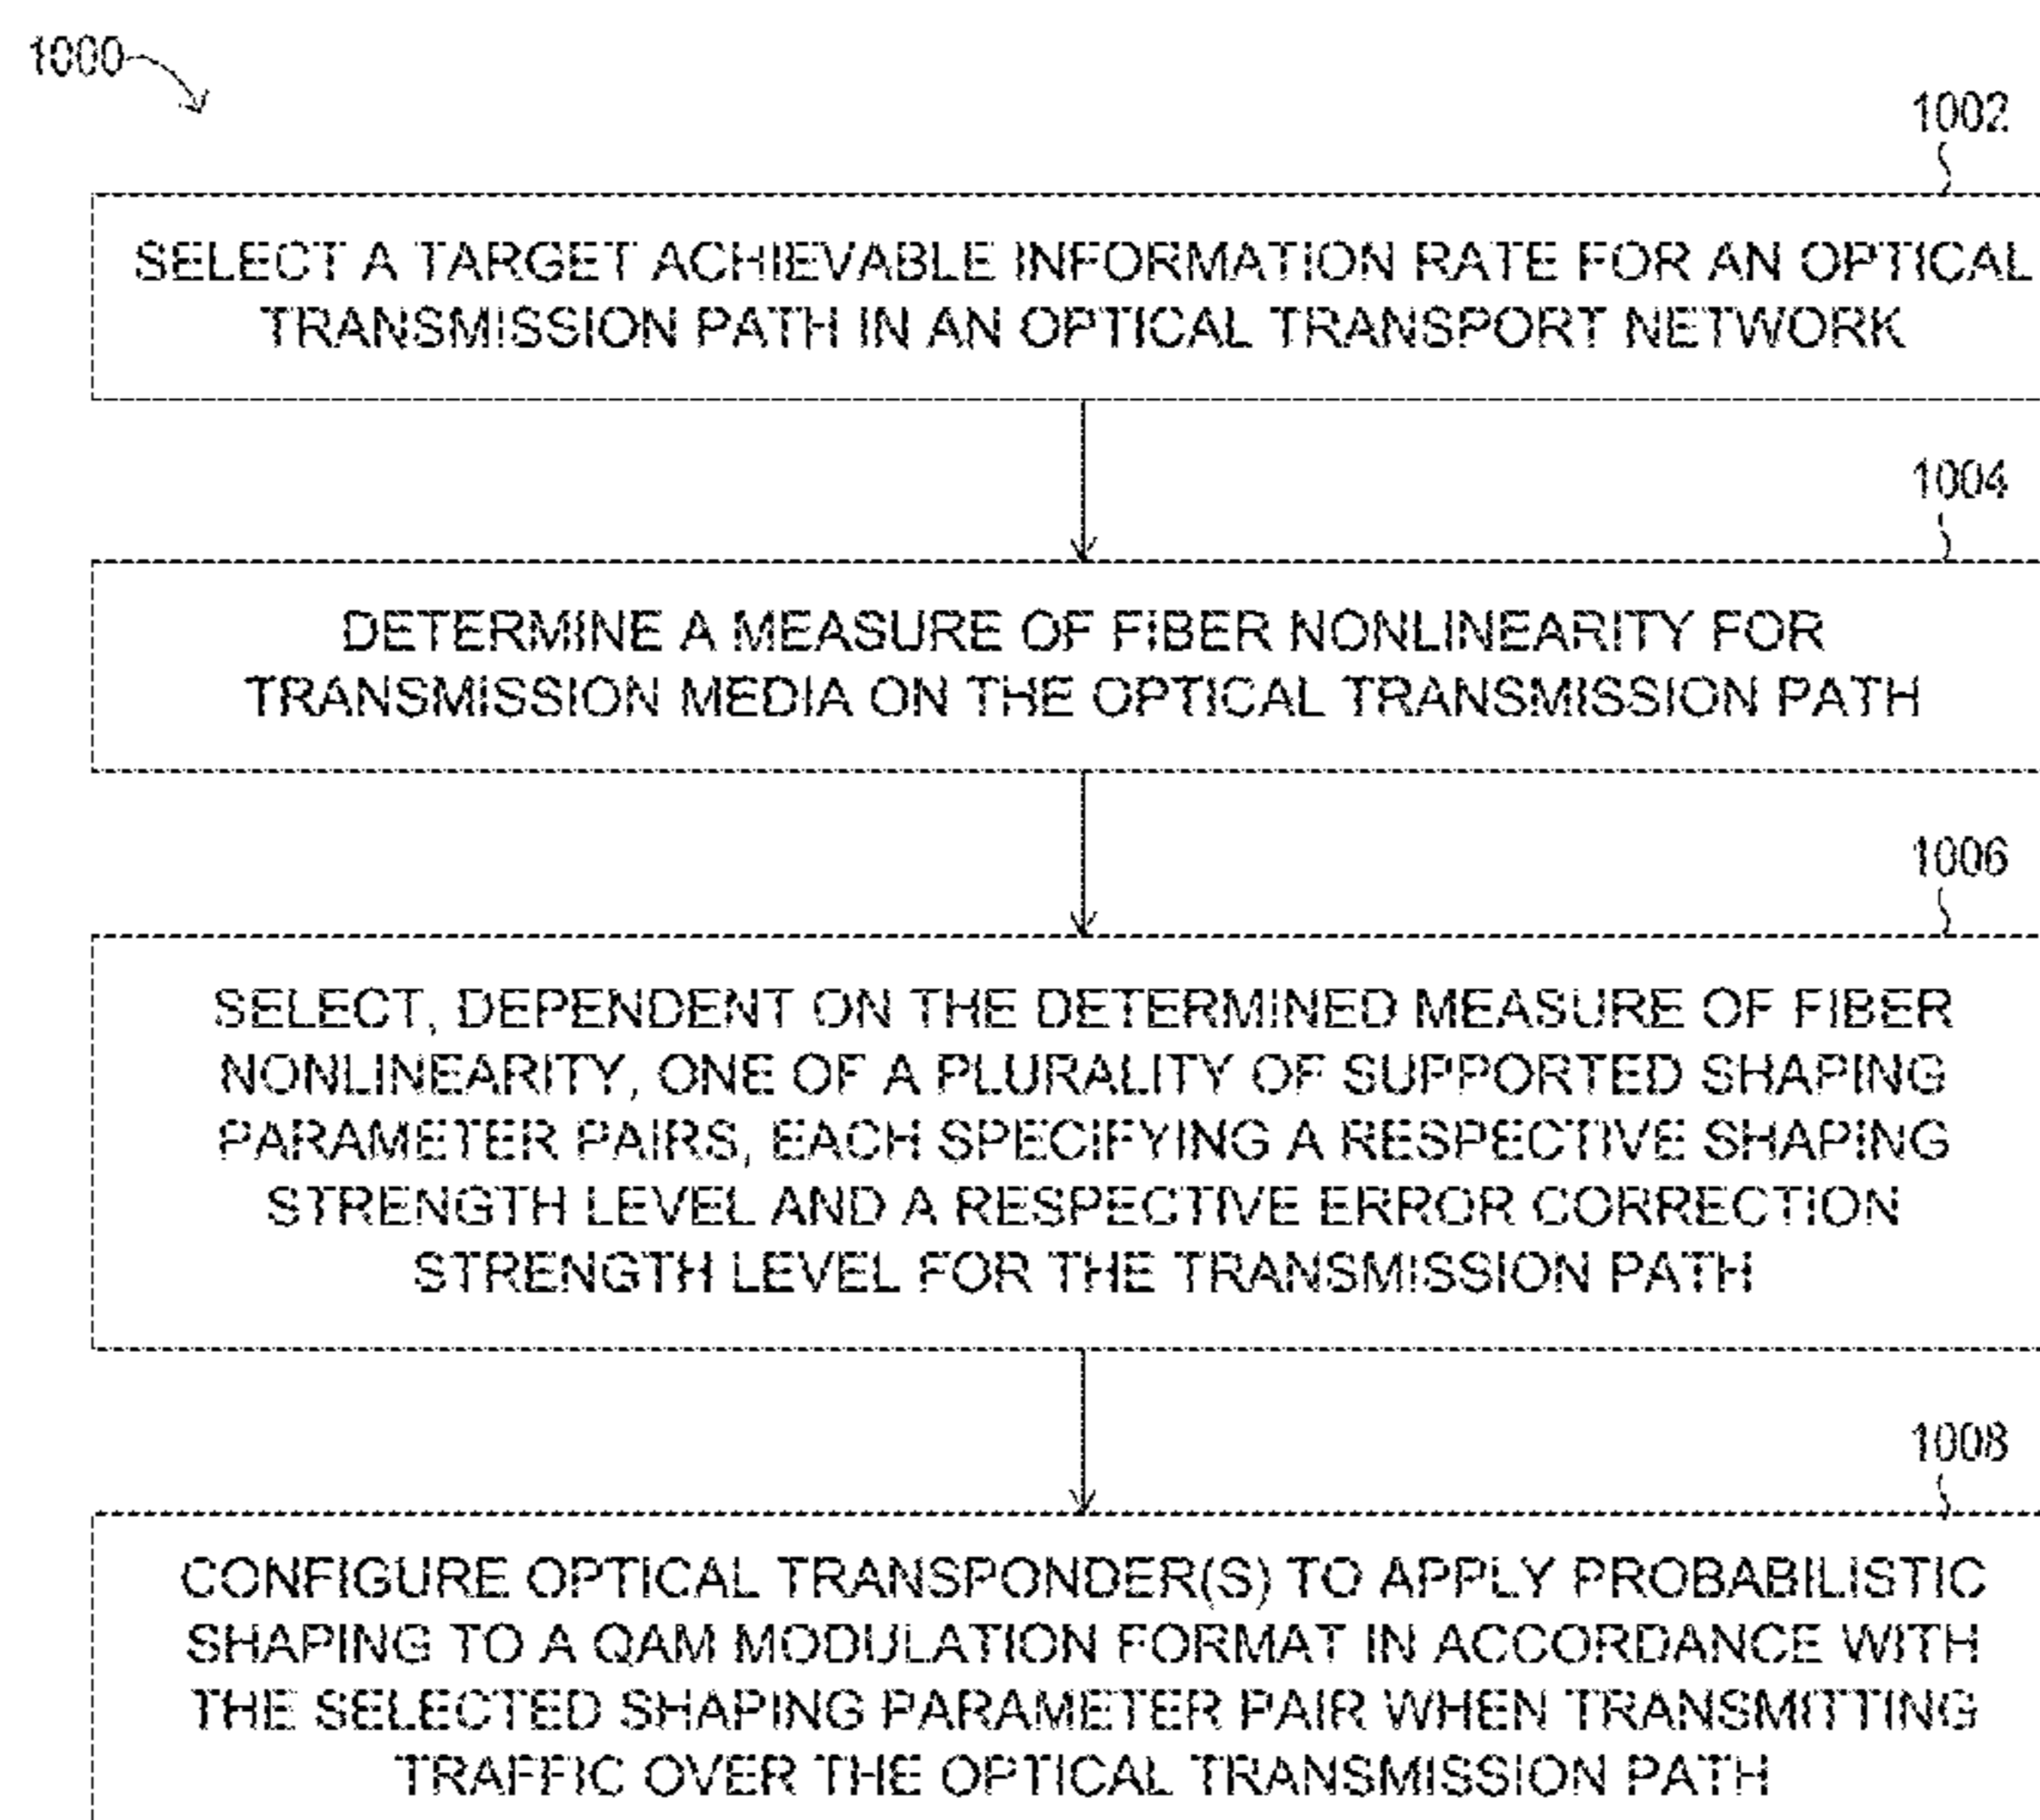 1000
1002
SELECT A TARGET ACHIEVABLE INFORMATION RATE FOR AN OPTICAL
TRANSMISSION PATH IN AN OPTICAL TRANSPORT NETWORK
1004
DETERMINE A MEASURE OF FIBER NONLINEARITY FOR
TRANSMISSION MEDIA ON THE OPTICAL TRANSMISSION PATH
1006
SELECT, DEPENDENT ON THE DETERMINED MEASURE OF FIBER
NONLINEARITY, ONE OF A PLURALITY OF SUPPORTED SHAPING
PARAMETER PAIRS, EACH SPECIFYING A RESPECTIVE SHAPING
STRENGTH LEVEL AND A RESPECTIVE ERROR CORRECTION
STRENGTH LEVEL FOR THE TRANSMISSION PATH
1008
CONFIGURE OPTICAL TRANSPONDER(S) TO APPLY PROBABILISTIC
SHAPING TO A QAM MODULATION FORMAT IN ACCORDANCE WITH
THE SELECTED SHAPING PARAMETER PAIR WHEN TRANSMITTING
TRAFFIC OVER THE OPTICAL TRANSMISSION PATH